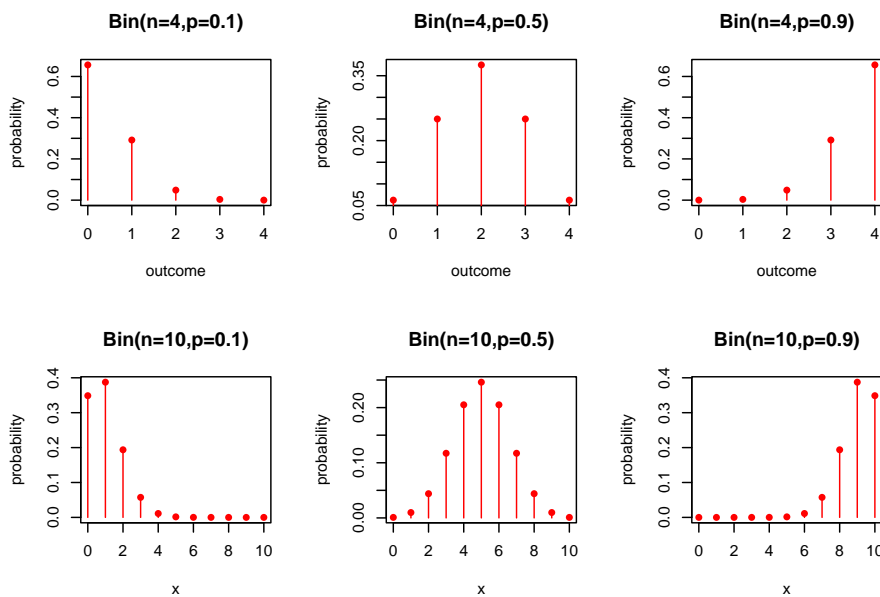 Bin(n=4,p=0.1)
probability
0.0 0.2 0.4 0.6
0 1 2 3 4
outcome
Bin(n=4,p=0.5)
probability
0.05 0.20 0.35
0 1 2 3 4
outcome
Bin(n=4,p=0.9)
probability
0.0 0.2 0.4 0.6
0 1 2 3 4
outcome
Bin(n=10,p=0.1)
probability
0.0 0.1 0.2 0.3 0.4
0 2 4 6 8 10
x
Bin(n=10,p=0.5)
probability
0.00 0.10 0.20
0 2 4 6 8 10
x
Bin(n=10,p=0.9)
probability
0.0 0.1 0.2 0.3 0.4
0 2 4 6 8 10
x